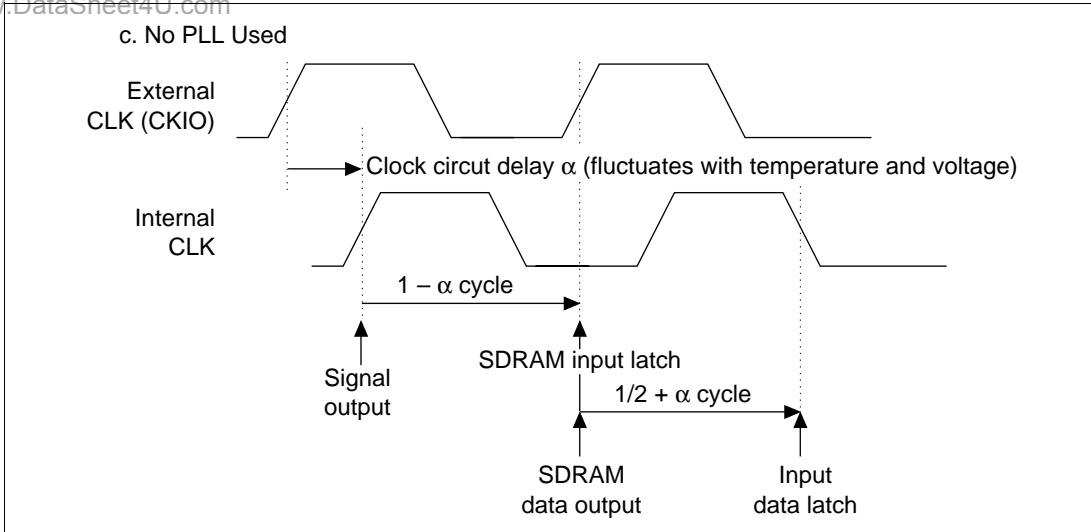 .DataSheet4U.com
c. No PLL Used
External
CLK (CKIO)
Clock circut delay α (fluctuates with temperature and voltage)
Internal
CLK
1 – α cycle
SDRAM input latch
Signal
output
1/2 + α cycle
SDRAM
data output
Input
data latch